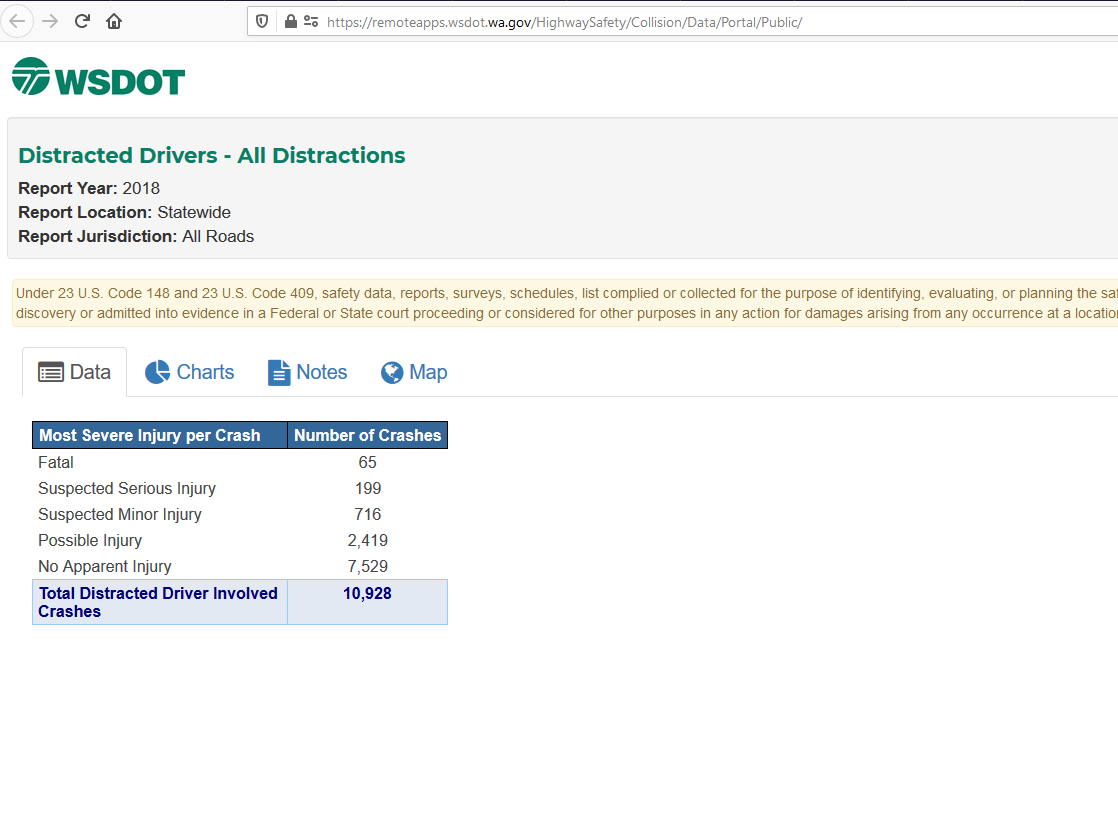 https://remoteapps.wsdot.wa.gov/HighwaySafety/Collision/Data/Portal/Public/
WSDOT
Distracted Drivers - All Distractions
Report Year: 2018
Report Location: Statewide
Report Jurisdiction: All Roads
Under 23 U.S. Code 148 and 23 U.S. Code 409, safety data, reports, surveys, schedules, list complied or collected for the purpose of identifying, evaluating, or planning the
discovery or admitted into evidence in a Federal or State court proceeding or considered for other purposes in any action for damages arising from any occurrence at a
Data Charts Notes Map
Most Severe Injury per Crash Number of Crashes
Fatal 65
Suspected Serious Injury 199
Suspected Minor Injury 716
Possible Injury 2,419
No Apparent Injury 7,529
Total Distracted Driver Involved 10,928
Crashes